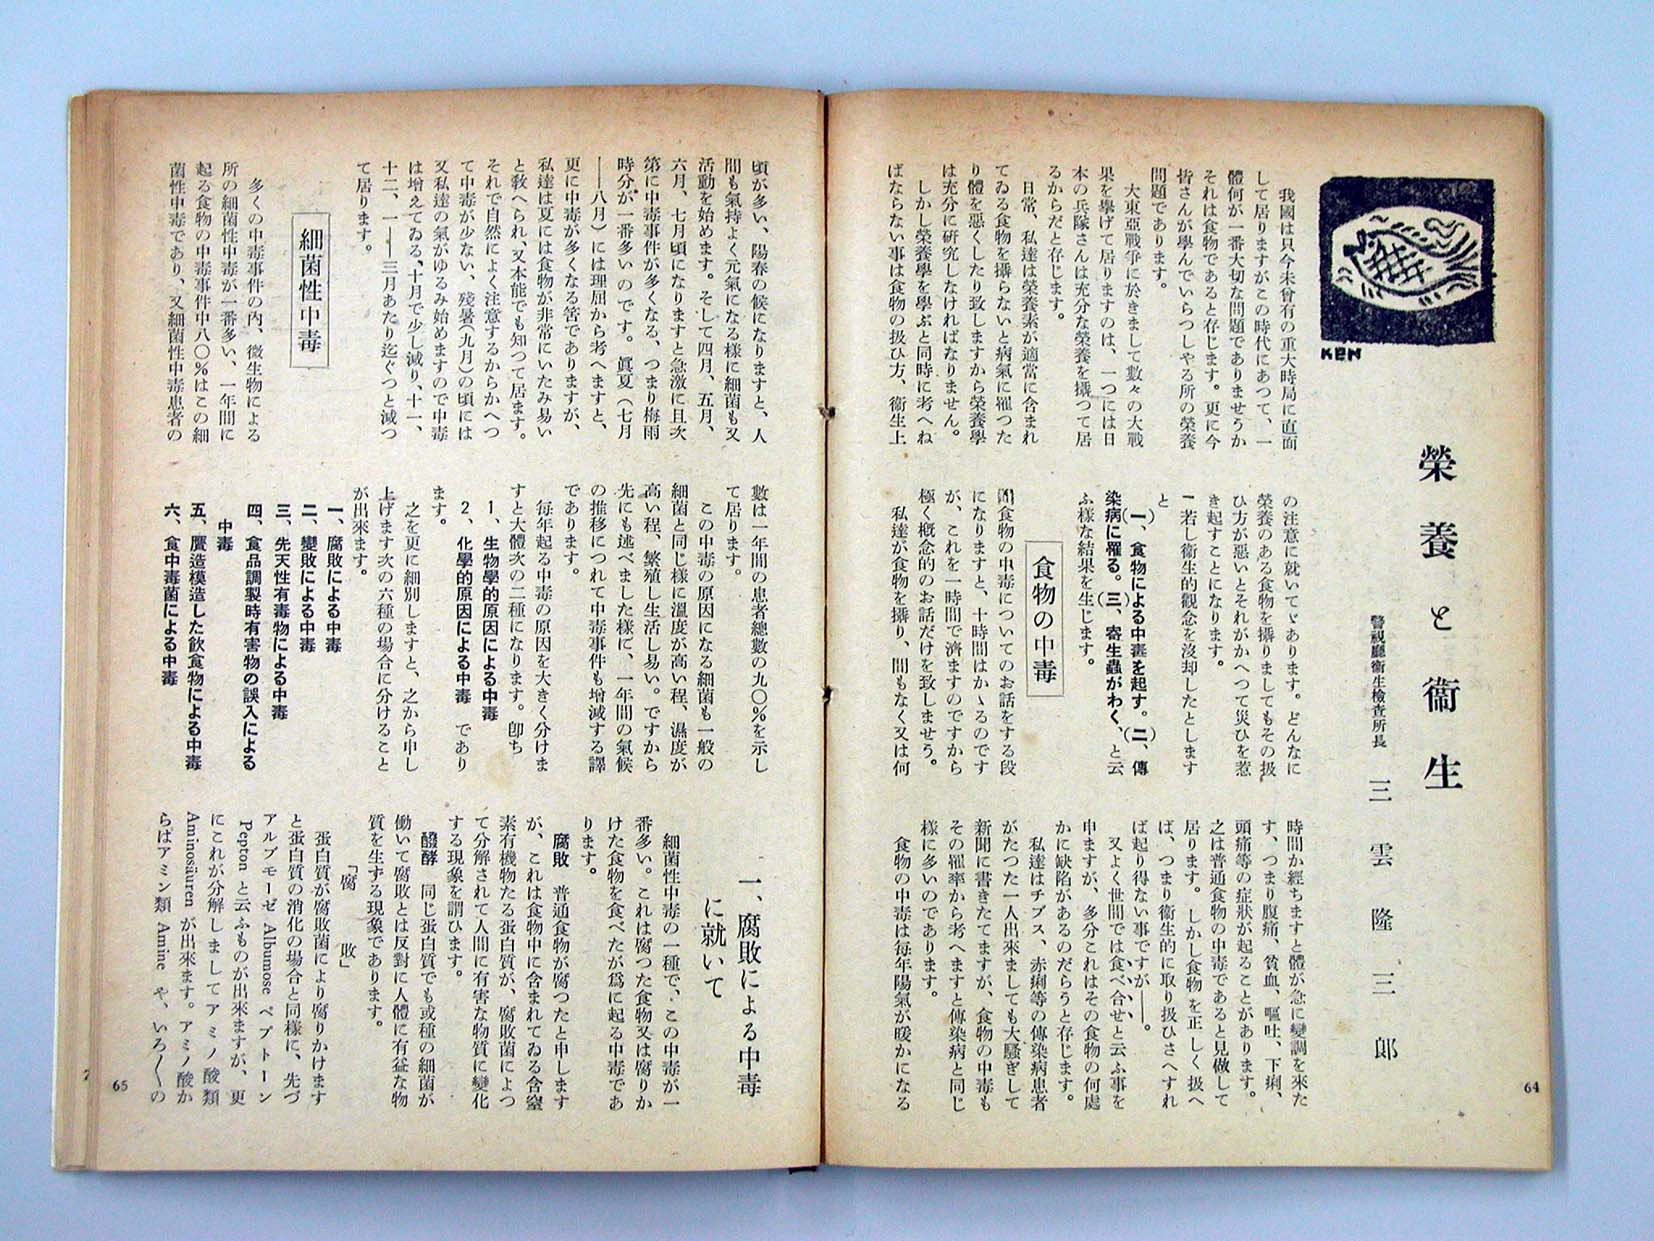 KEN
榮養と衞生
警視廳衞生檢査所長 三雲隆三郎
我國は只今未曾有の重大時局に直面
して居りますがこの時代にあつて、一
體何が一番大切な問題でありませうか
それは食物であると存じます。更に今
皆さんが學んでいらつしやる所の榮養
問題であります。
大東亞戰爭に於きまして數々の大戰
果を擧げて居りますのは、一つには日
本の兵隊さんは充分な榮養を攝つて居
るからだと存じます。
日常、私達は榮養素が適當に含まれ
てゐる食物を攝らないと病氣に罹つた
り體を惡くしたり致しますから榮養學
は充分に研究しなければなりません。
しかし榮養學を學ぶと同時に考へね
ばならない事は食物の扱ひ方、衞生上
の注意に就いてゞあります。どんなに
榮養のある食物を攝りましてもその扱
ひ方が惡いとそれがかへつて災ひを惹
き起すことになります。
若し衞生的觀念を沒却したとします
と
(一)、食物による中毒を起す。(二)、傳
染病に罹る。(三)、寄生蟲がわく、と云
ふ樣な結果を生じます。
食物の中毒
食物の中毒についてのお話をする段
になりますと、十時間はかゝるのです
が、これを一時間で濟ますのですから
極く槪念的のお話だけを致しませう。
私達が食物を攝り、間もなく又は何
時間か經ちますと體が急に變調を來た
す、つまり腹痛、貧血、嘔吐、下痢、
頭痛等の症狀が起ることがあります。
之は普通食物の中毒であると見做して
居ります。しかし食物を正しく扱へ
ば、つまり衞生的に取り扱ひさへすれ
ば起り得ない事ですが――。
又よく世間では食べ合せと云ふ事を
申ますが、多分これはその食物の何處
かに缺陷があるのだらうと存じます。
私達はチブス、赤痢等の傳染病患者
がたつた一人出來ましても大騷ぎして
新聞に書きたてますが、食物の中毒も
その罹率から考へますと傳染病と同じ
樣に多いのであります。
食物の中毒は每年陽氣が暖かになる
64
頃が多い、陽春の候になりますと、人
間も氣持よく元氣になる樣に細菌も又
活動を始めます。そして四月、五月、
六月、七月頃になりますと急激に且次
第に中毒事件が多くなる、つまり梅雨
時分が一番多いのです。眞夏（七月
――八月）には理屈から考へますと、
更に中毒が多くなる筈でありますが、
私達は夏には食物が非常にいたみ易い
と敎へられ、又本能でも知つて居ます。
それで自然によく注意するからかへつ
て中毒が少ない、殘暑（九月）の頃には
又私達の氣がゆるみ始めますので中毒
は增えてゐる、十月で少し減り、十一、
十二、一――三月あたり迄ぐつと減つ
て居ります。
細菌性中毒
多くの中毒事件の內、微生物による
所の細菌性中毒が一番多い、一年間に
起る食物の中毒事件中八〇%はこの細
菌性中毒であり、又細菌性中毒患者の
數は一年間の患者總數の九〇%を示し
て居ります。
この中毒の原因になる細菌も一般の
細菌と同じ樣に溫度が高い程、濕度が
高い程、繁殖し生活し易い。ですから
先にも述べました樣に、一年間の氣候
の推移につれて中毒事件も增減する譯
であります。
每年起る中毒の原因を大きく分けま
すと大體次の二種になります。卽ち
1、生物學的原因による中毒
2、化學的原因による中毒 であり
ます。
之を更に細別しますと、之から申し
上げます次の六種の場合に分けること
が出來ます。
一、腐敗による中毒
二、變敗による中毒
三、先天性有毒物による中毒
四、食品調製時有害物の誤入による
中毒
五、贋造模造した飮食物による中毒
六、食中毒菌による中毒
一、腐敗による中毒
に就いて
細菌性中毒の一種で、この中毒が一
番多い。これは腐つた食物又は腐りか
けた食物を食べたが爲に起る中毒であ
ります。
腐敗 普通食物が腐つたと申します
が、これは食物中に含まれてゐる含窒
素有機物たる蛋白質が、腐敗菌によつ
て分解されて人間に有害な物質に變化
する現象を謂ひます。
醱酵 同じ蛋白質でも或種の細菌が
働いて腐敗とは反對に人體に有益な物
質を生ずる現象であります。
「腐敗」
蛋白質が腐敗菌により腐りかけます
と蛋白質の消化の場合と同樣に、先づ
アルブモーゼ Albumose ペプトーン
Pepton と云ふものが出來ますが、更
にこれが分解しましてアミノ酸類
Aminosäuren が出來ます。アミノ酸か
らはアミン類 Amine や、いろ〱の
65